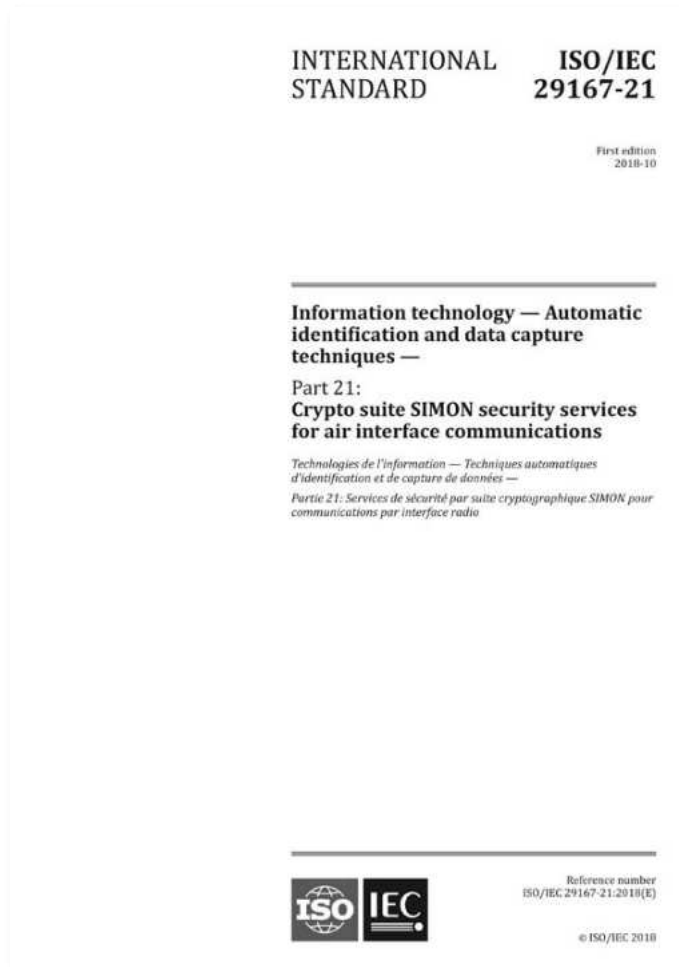 INTERNATIONAL STANDARD
ISO/IEC 29167-21
First edition
2018-10
Information technology — Automatic
identification and data capture
techniques —
Part 21:
Crypto suite SIMON security services
for air interface communications
Technologies de l'information — Techniques automatiques
d'identification et de capture de données —
Partie 21: Services de sécurité par suite cryptographique SIMON pour
communications par interface radio
ISO
IEC
Reference number
ISO/IEC 29167-21:2018(E)
© ISO/IEC 2018